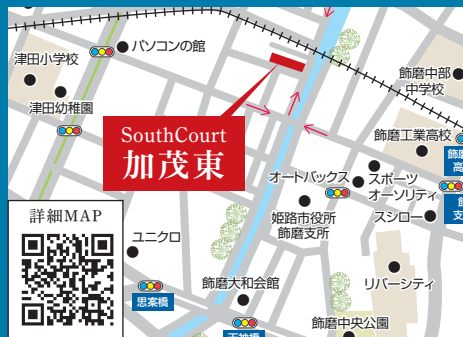 パソコンの館
津田小学校
津田幼稚園
飾磨中部
中学校
飾磨工業高校
SouthCourt
加茂東
オートバックス
スポーツ
オーソリティ
スシロー
姫路市役所
飾磨支所
詳細MAP
ユニクロ
思案橋
飾磨大和会館
リバーシティ
飾磨中央公園